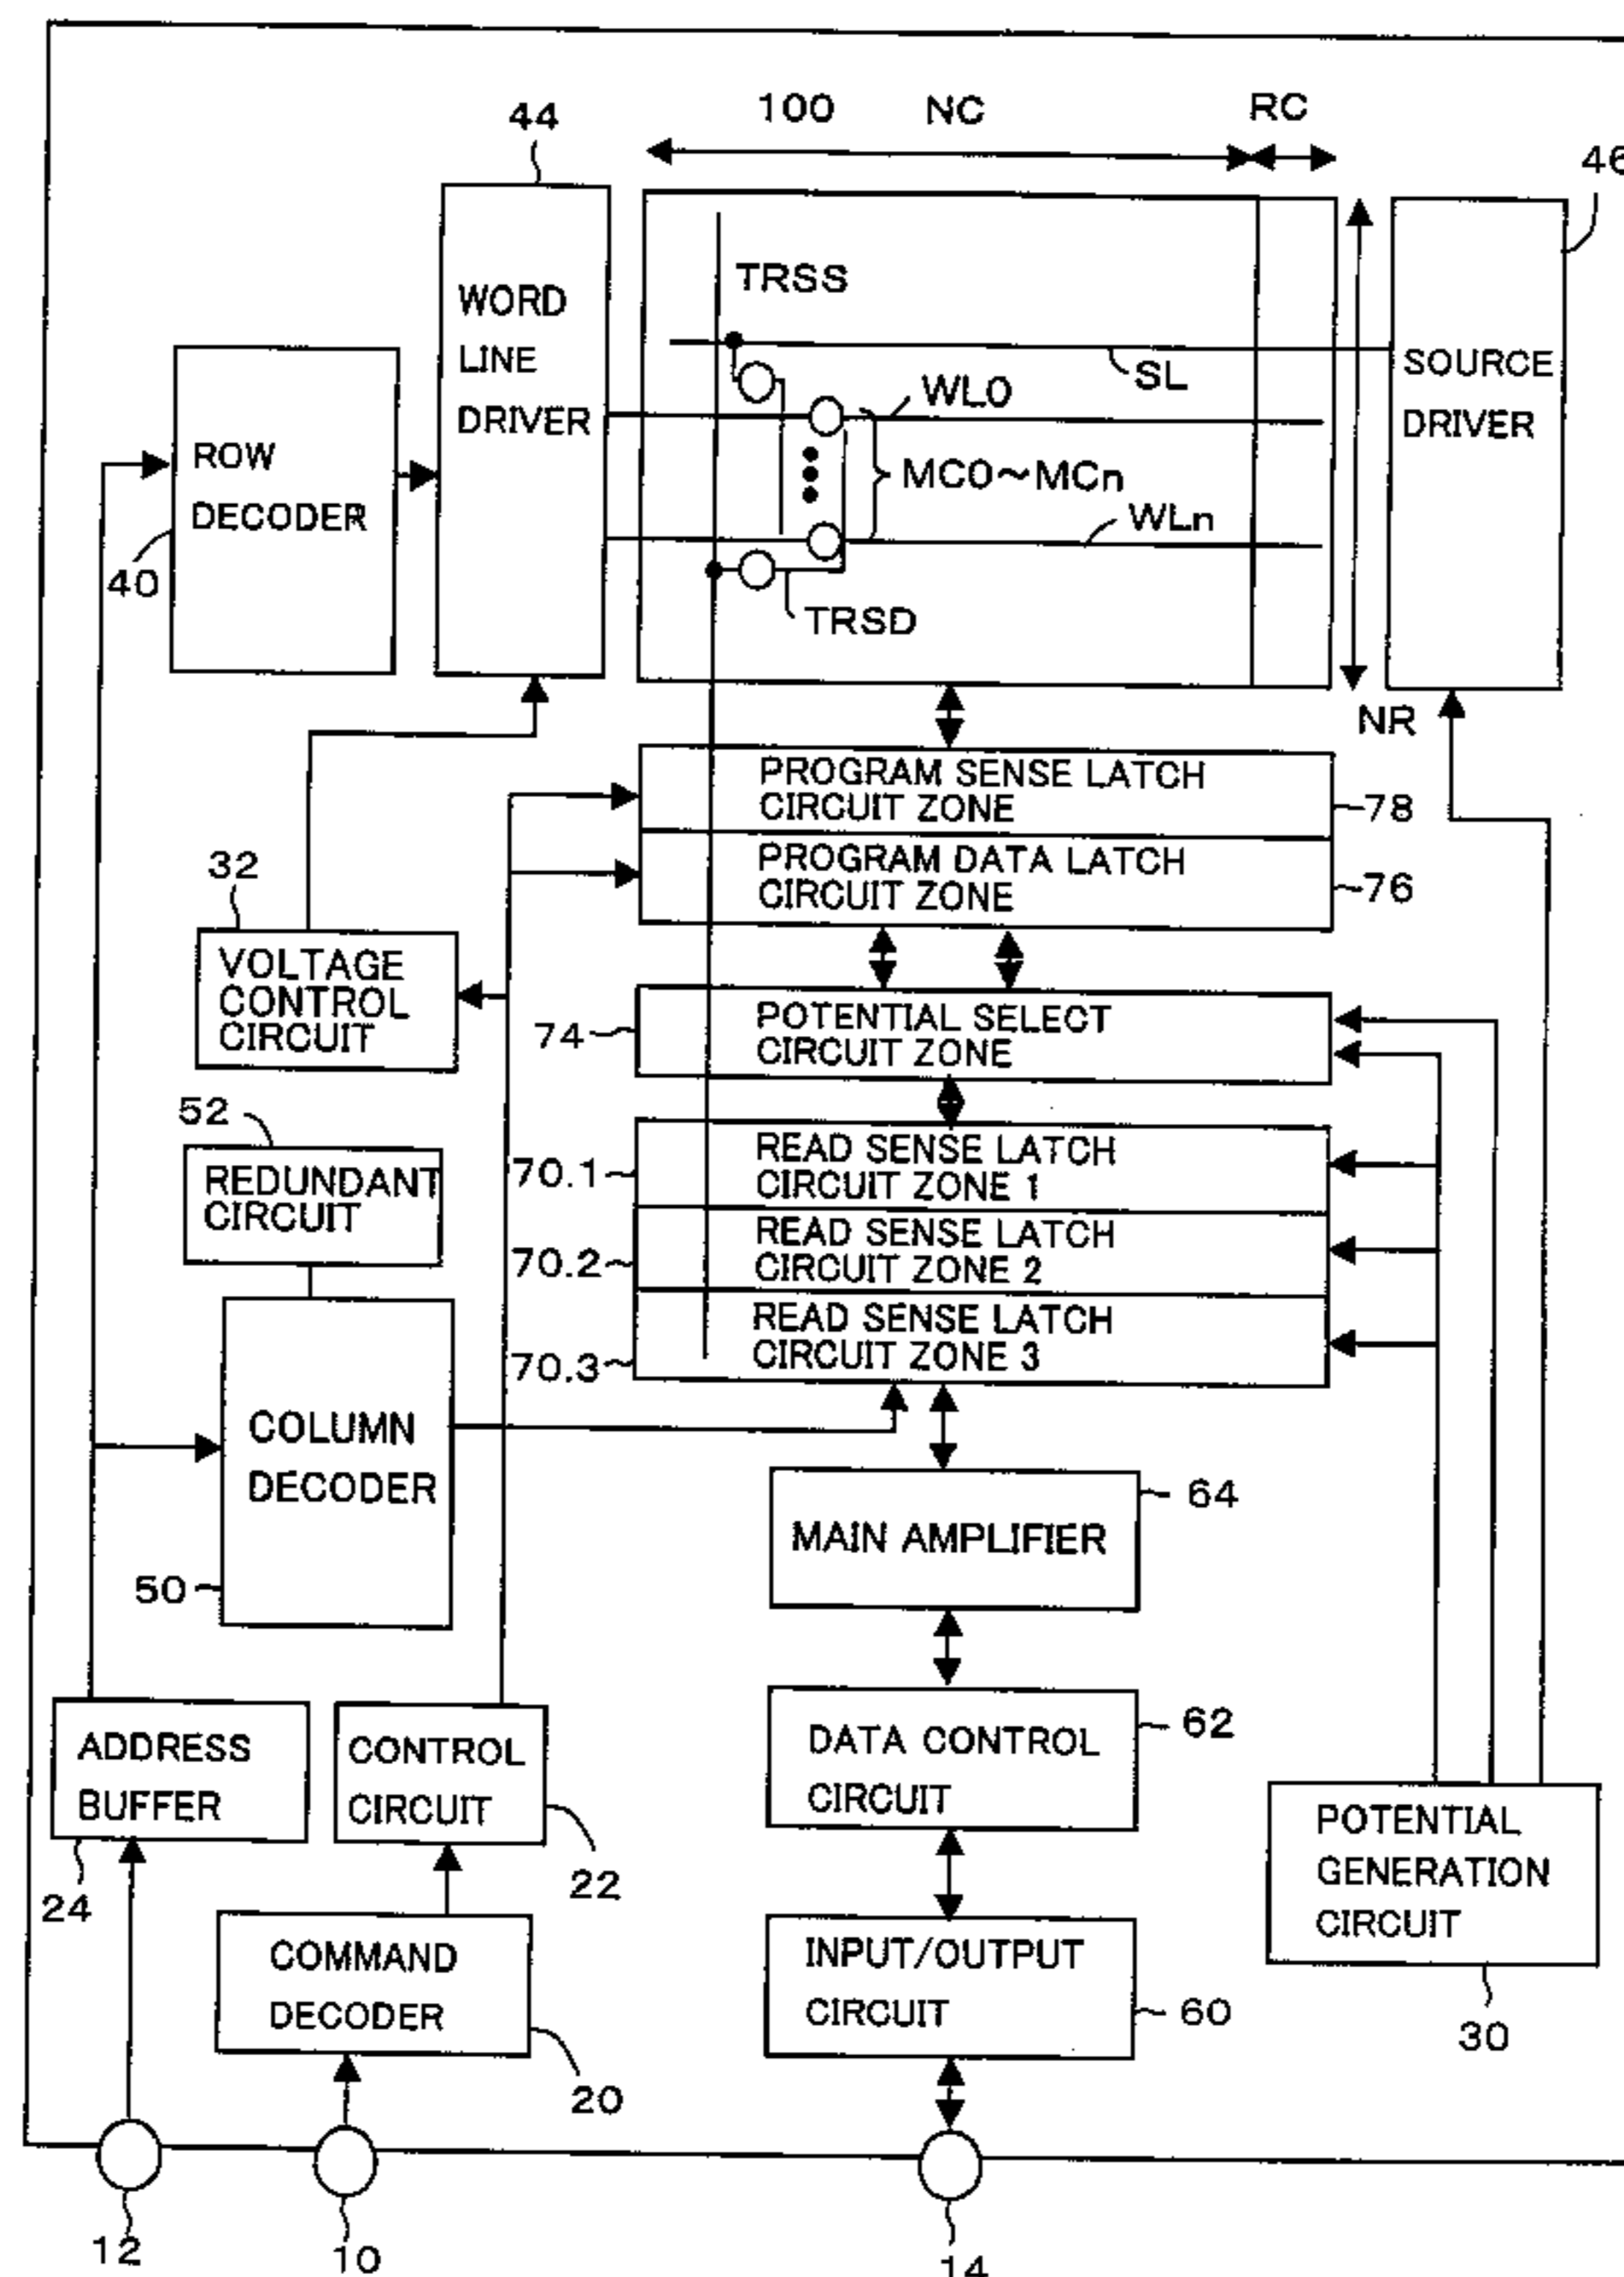 100 NC RC
44
46
TRSS
WORD
LINE
DRIVER
SL
SOURCE
DRIVER
WL0
ROW
DECODER
MC0~MCn
WLn
40
TRSD
NR
PROGRAM SENSE LATCH
CIRCUIT ZONE
78
PROGRAM DATA LATCH
CIRCUIT ZONE
76
32
VOLTAGE
CONTROL
CIRCUIT
74
POTENTIAL SELECT
CIRCUIT ZONE
52
REDUNDANT
CIRCUIT
70.1
READ SENSE LATCH
CIRCUIT ZONE 1
70.2
READ SENSE LATCH
CIRCUIT ZONE 2
70.3
READ SENSE LATCH
CIRCUIT ZONE 3
COLUMN
DECODER
50
64
MAIN AMPLIFIER
ADDRESS
BUFFER
24
CONTROL
CIRCUIT
22
62
DATA CONTROL
CIRCUIT
POTENTIAL
GENERATION
CIRCUIT
30
COMMAND
DECODER
20
INPUT/OUTPUT
CIRCUIT
60
12
10
14